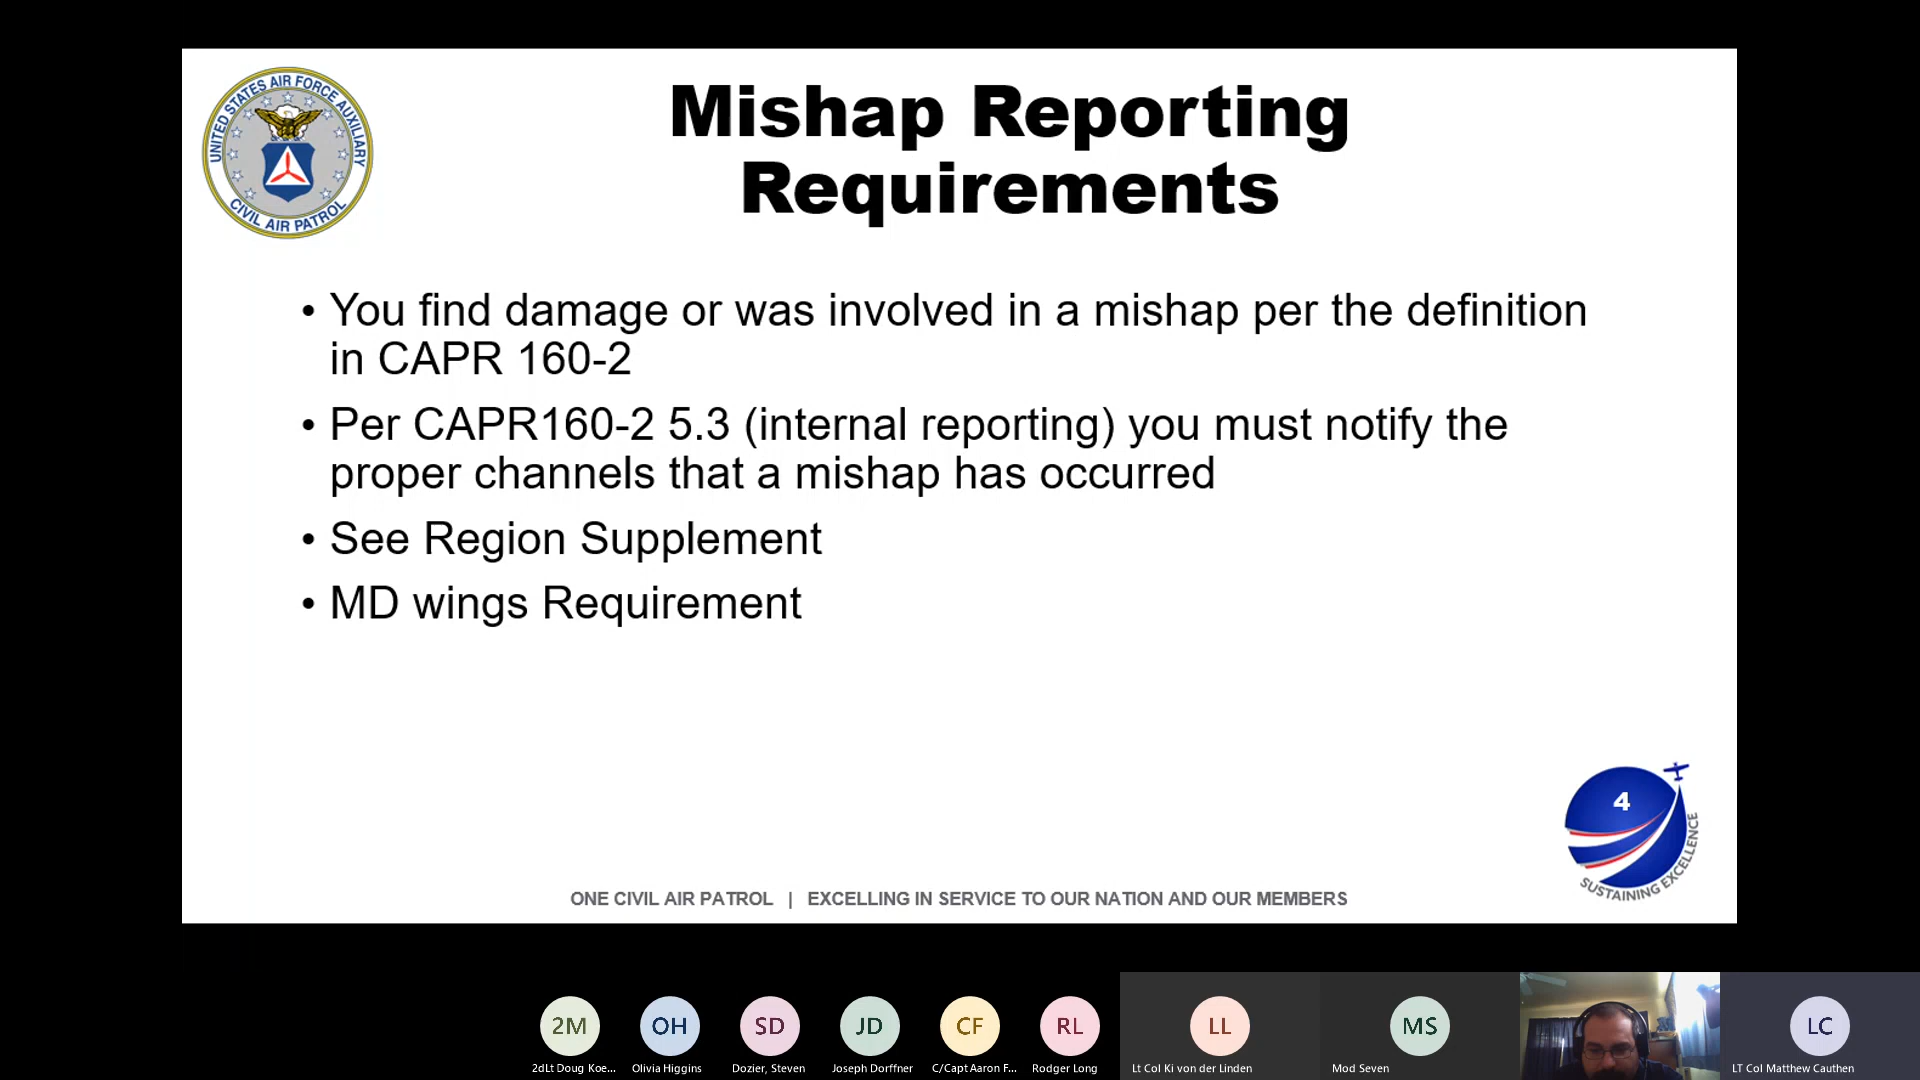 UNITED STATES AIR FORCE AUXILIARY
CIVIL AIR PATROL
Mishap Reporting
Requirements
• You find damage or was involved in a mishap per the definition
in CAPR 160-2
• Per CAPR160-2 5.3 (internal reporting) you must notify the
proper channels that a mishap has occurred
• See Region Supplement
• MD wings Requirement
4
SUSTAINING EXCELLENCE
ONE CIVIL AIR PATROL | EXCELLING IN SERVICE TO OUR NATION AND OUR MEMBERS
2M
OH
SD
JD
CF
RL
LL
MS
LC
2dLt Doug Koe...
Olivia Higgins
Dozier, Steven
Joseph Dorffner
C/Capt Aaron F...
Rodger Long
Lt Col Ki von der Linden
Mod Seven
LT Col Matthew Cauthen